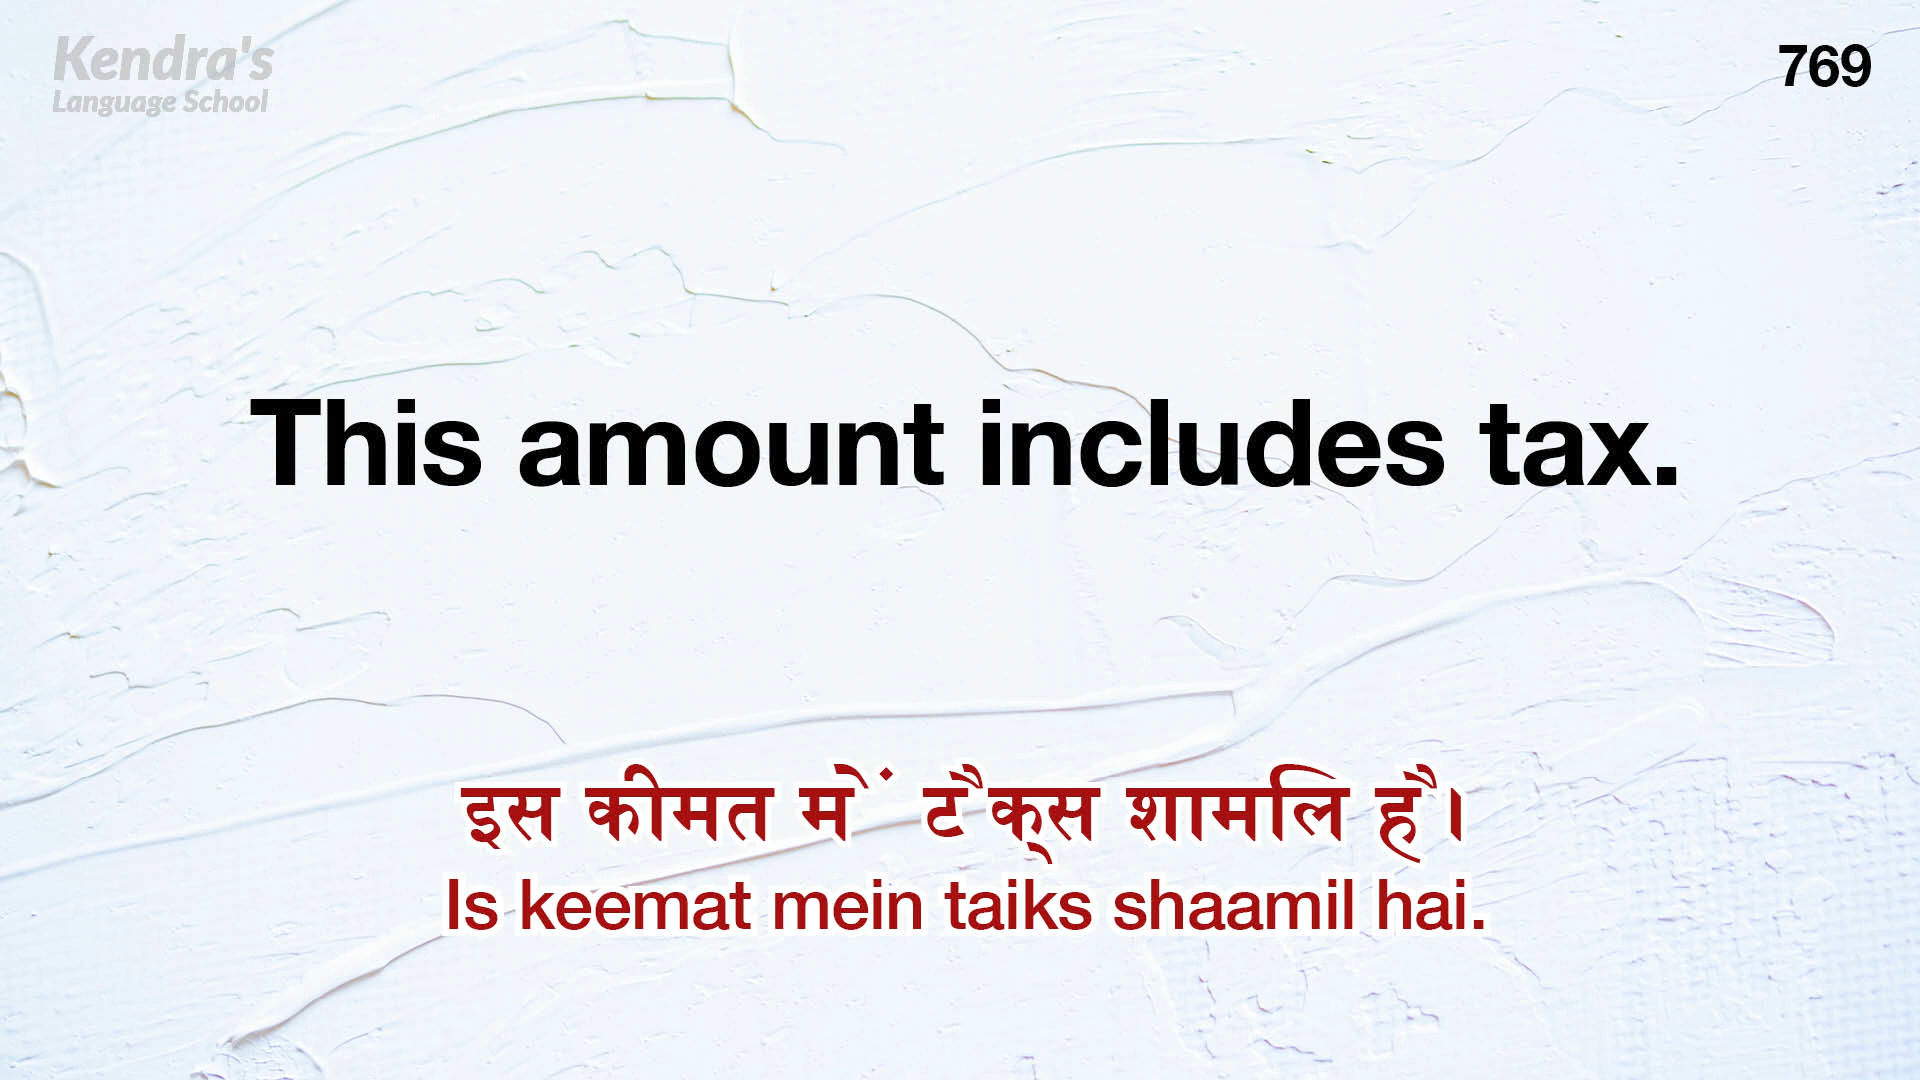 Kendra's
Language School
769
This amount includes tax.
इस कीमत में टैक्स शामिल है।
Is keemat mein taiks shaamil hai.